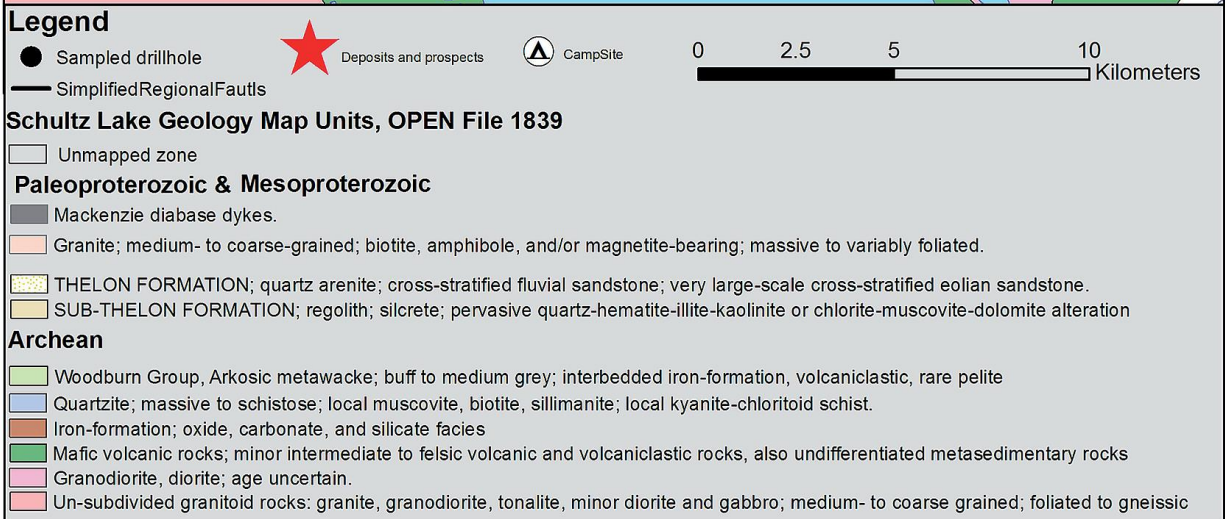 Legend
Sampled drillhole
Deposits and prospects
CampSite
0 2.5 5 10
Kilometers
SimplifiedRegionalFautls
Schultz Lake Geology Map Units, OPEN File 1839
Unmapped zone
Paleoproterozoic & Mesoproterozoic
Mackenzie diabase dykes.
Granite; medium- to coarse-grained; biotite, amphibole, and/or magnetite-bearing; massive to variably foliated.
THELON FORMATION; quartz arenite; cross-stratified fluvial sandstone; very large-scale cross-stratified eolian sandstone.
SUB-THELON FORMATION; regolith; silcrete; pervasive quartz-hematite-illite-kaolinite or chlorite-muscovite-dolomite alteration
Archean
Woodburn Group, Arkosic metawacke; buff to medium grey; interbedded iron-formation, volcaniclastic, rare pelite
Quartzite; massive to schistose; local muscovite, biotite, sillimanite; local kyanite-chloritoid schist.
Iron-formation; oxide, carbonate, and silicate facies
Mafic volcanic rocks; minor intermediate to felsic volcanic and volcaniclastic rocks, also undifferentiated metasedimentary rocks
Granodiorite, diorite; age uncertain.
Un-subdivided granitoid rocks: granite, granodiorite, tonalite, minor diorite and gabbro; medium- to coarse grained; foliated to gneissic